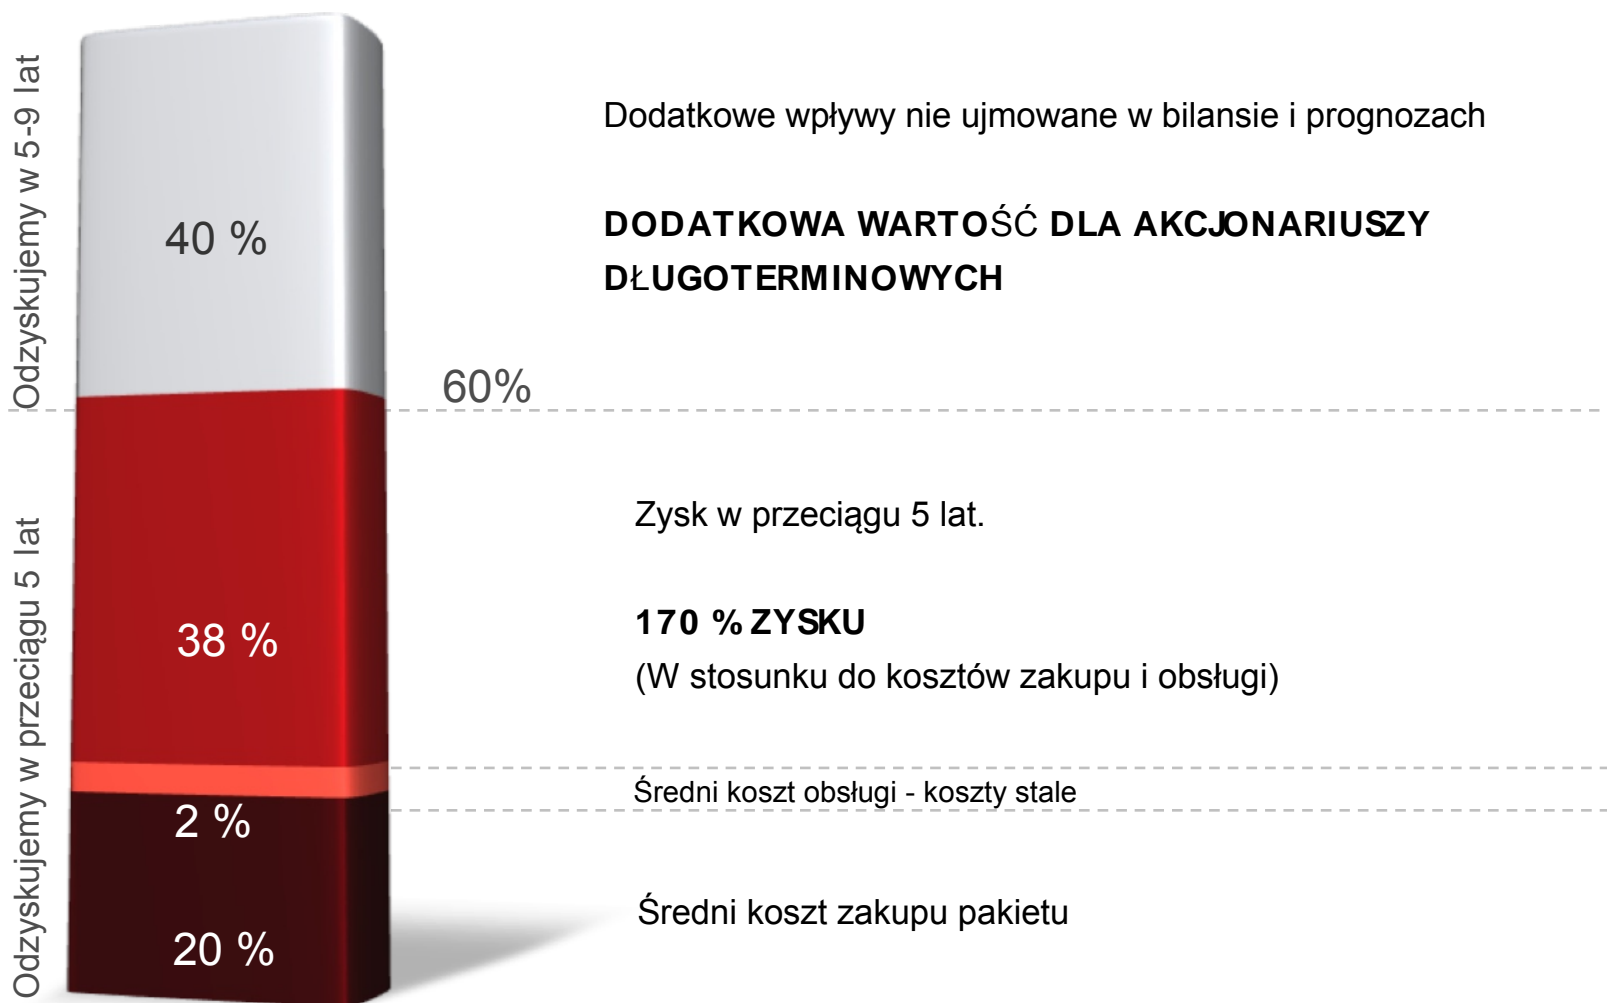 Odzyskujemy w 5-9 lat
40 %
Dodatkowe wpływy nie ujmowane w bilansie i prognozach
DODATKOWA WARTOŚĆ DLA AKCJONARIUSZY
DŁUGOTERMINOWYCH
60%
Odzyskujemy w przeciągu 5 lat
38 %
Zysk w przeciągu 5 lat.
170 % ZYSKU
(W stosunku do kosztów zakupu i obsługi)
2 %
Średni koszt obsługi - koszty stale
20 %
Średni koszt zakupu pakietu